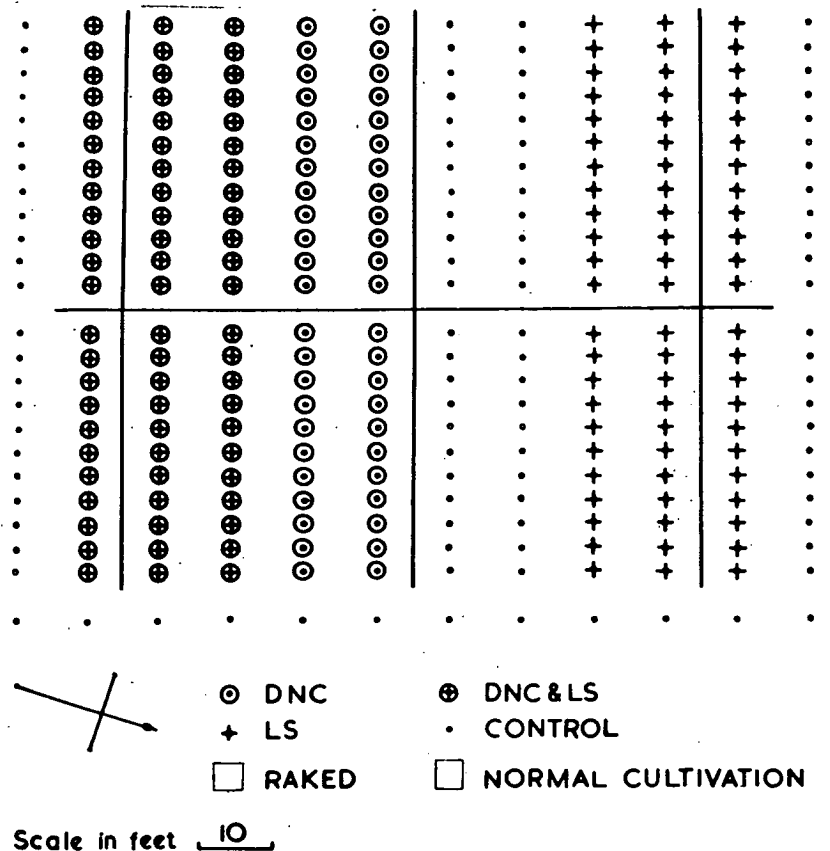 DNC
DNC & LS
LS
CONTROL
RAKED
NORMAL CULTIVATION
Scale in feet 10